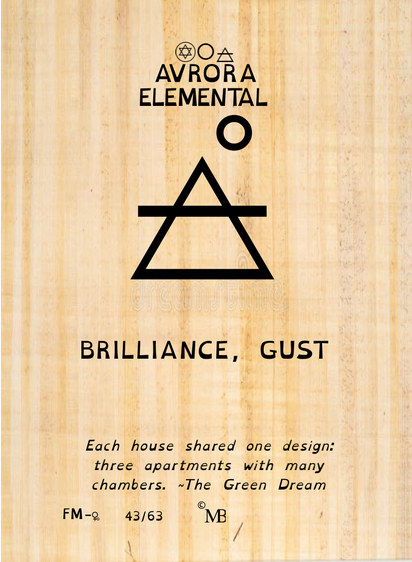 AVRORA
ELEMENTAL
BRILLIANCE, GUST
Each house shared one design:
three apartments with many
chambers. ~The Green Dream
FM-♀ 43/63 © MB